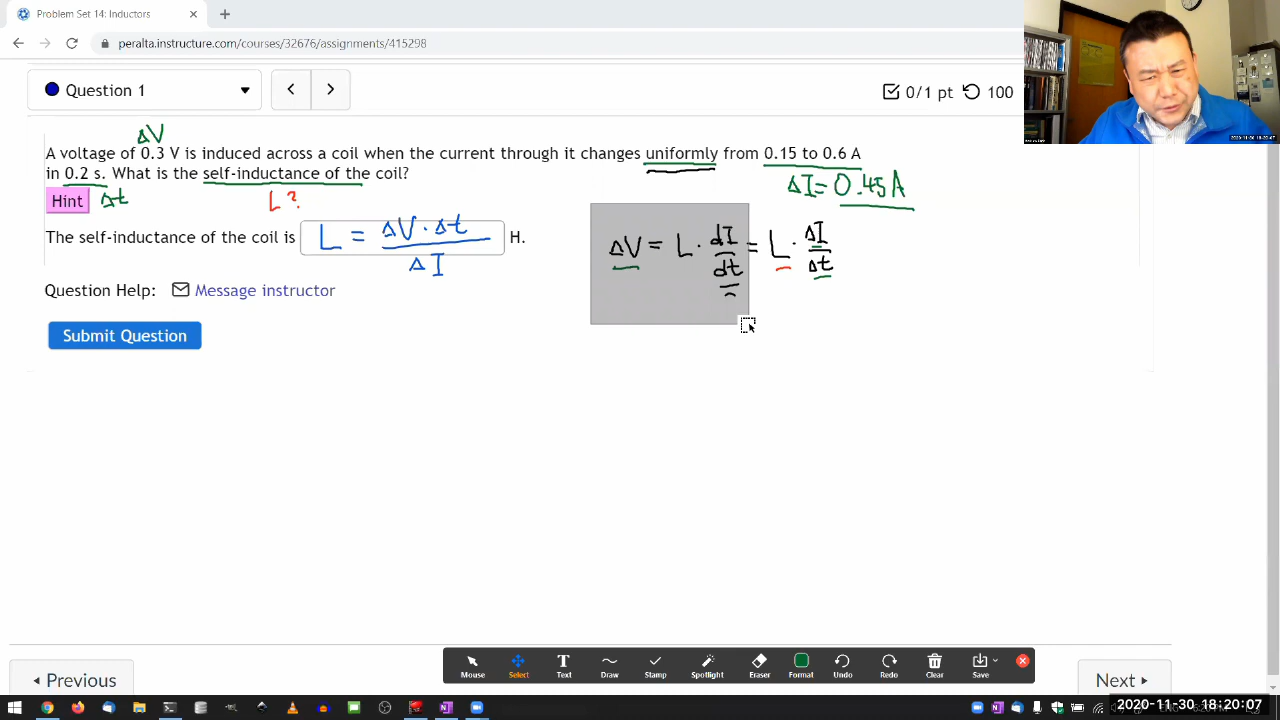 Problem Set 14: Inductors
peralta.instructure.com/courses/32676/assignments/415298
Question 1
0/1 pt
100
ΔV
A voltage of 0.3 V is induced across a coil when the current through it changes uniformly from 0.15 to 0.6 A
in 0.2 s. What is the self-inductance of the coil?
ΔI = 0.45 A
Hint
Δt
L ?
The self-inductance of the coil is
L = ΔV · Δt / ΔI
H.
ΔV = L · dI/dt = L · ΔI/Δt
Question Help:
Message instructor
Submit Question
Previous
Next
Mouse
Select
Text
Draw
Stamp
Spotlight
Eraser
Format
Undo
Redo
Clear
Save
2020-11-30 18:20:07